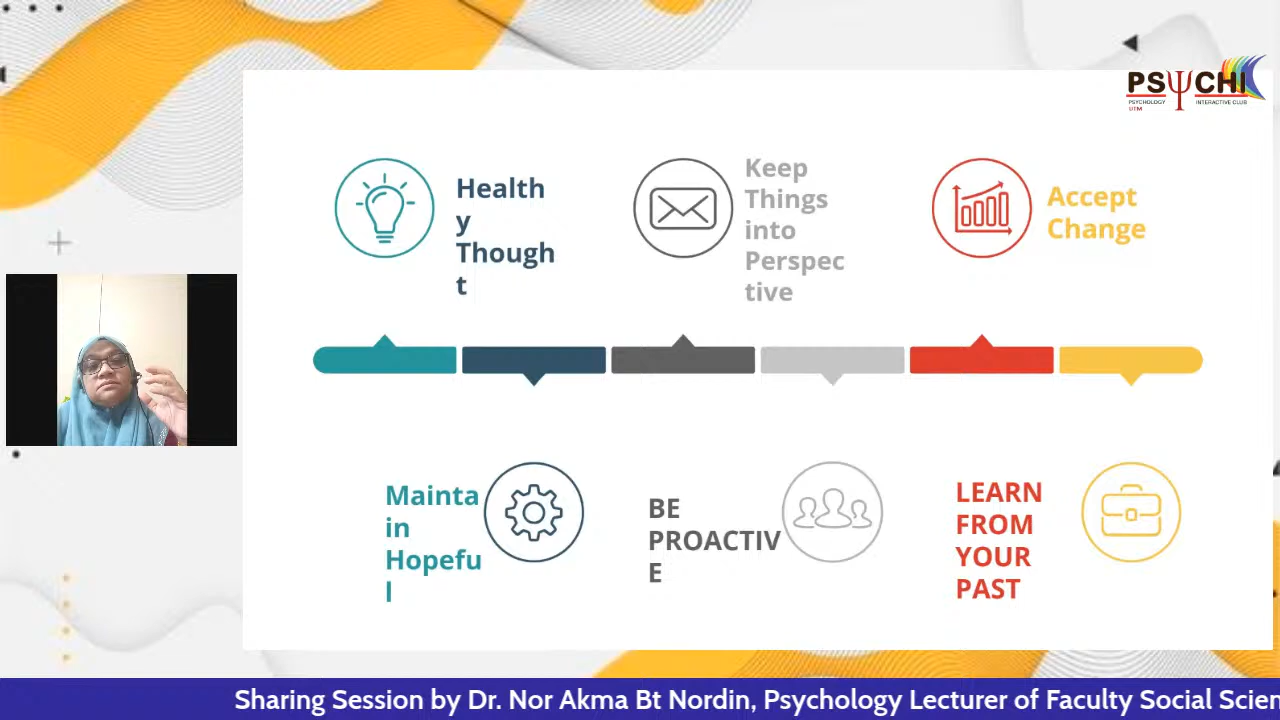 PSYCHI
PSYCHOLOGY INTERACTIVE CLUB
UTM
Health
y
Though
t
Keep
Things
into
Perspec
tive
Accept
Change
Mainta
in
Hopefu
l
BE
PROACTIV
E
LEARN
FROM
YOUR
PAST
Sharing Session by Dr. Nor Akma Bt Nordin, Psychology Lecturer of Faculty Social Scien